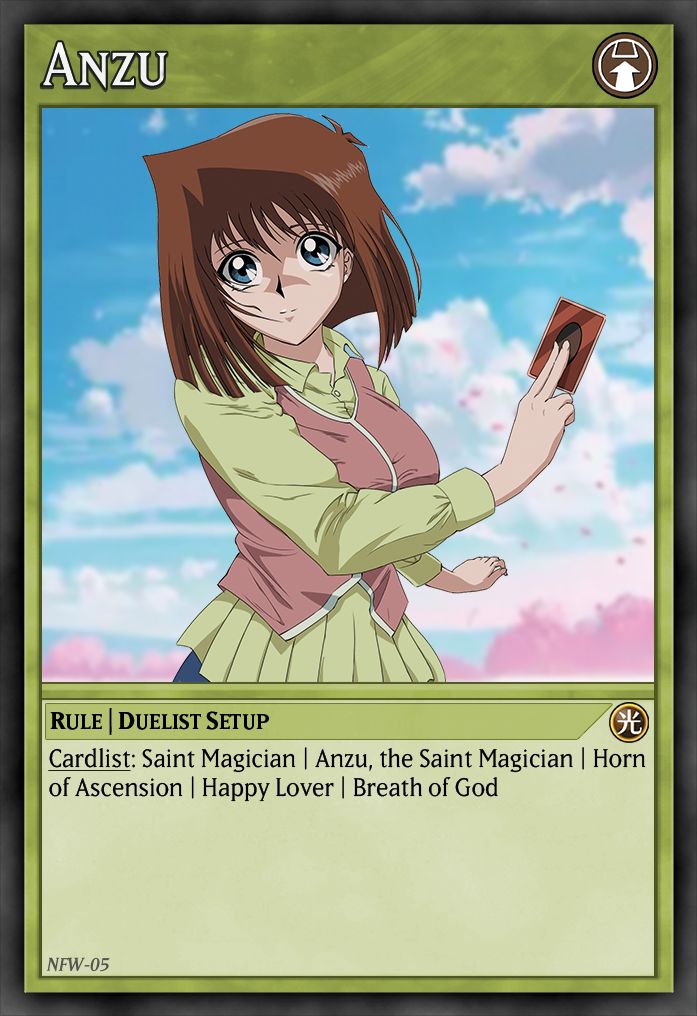 Anzu
Rule | Duelist Setup
光
Cardlist: Saint Magician | Anzu, the Saint Magician | Horn
of Ascension | Happy Lover | Breath of God
NFW-05